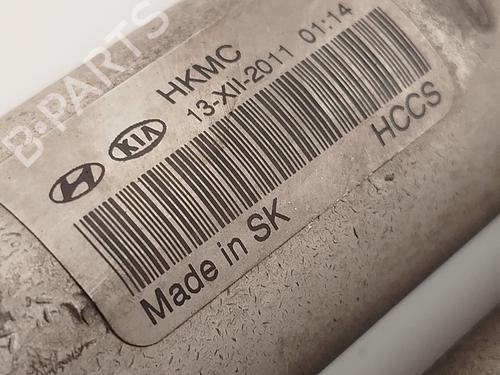 B-PARTS
HKMC
KIA 13-XII-2011 01:14
HCCS
Made in SK